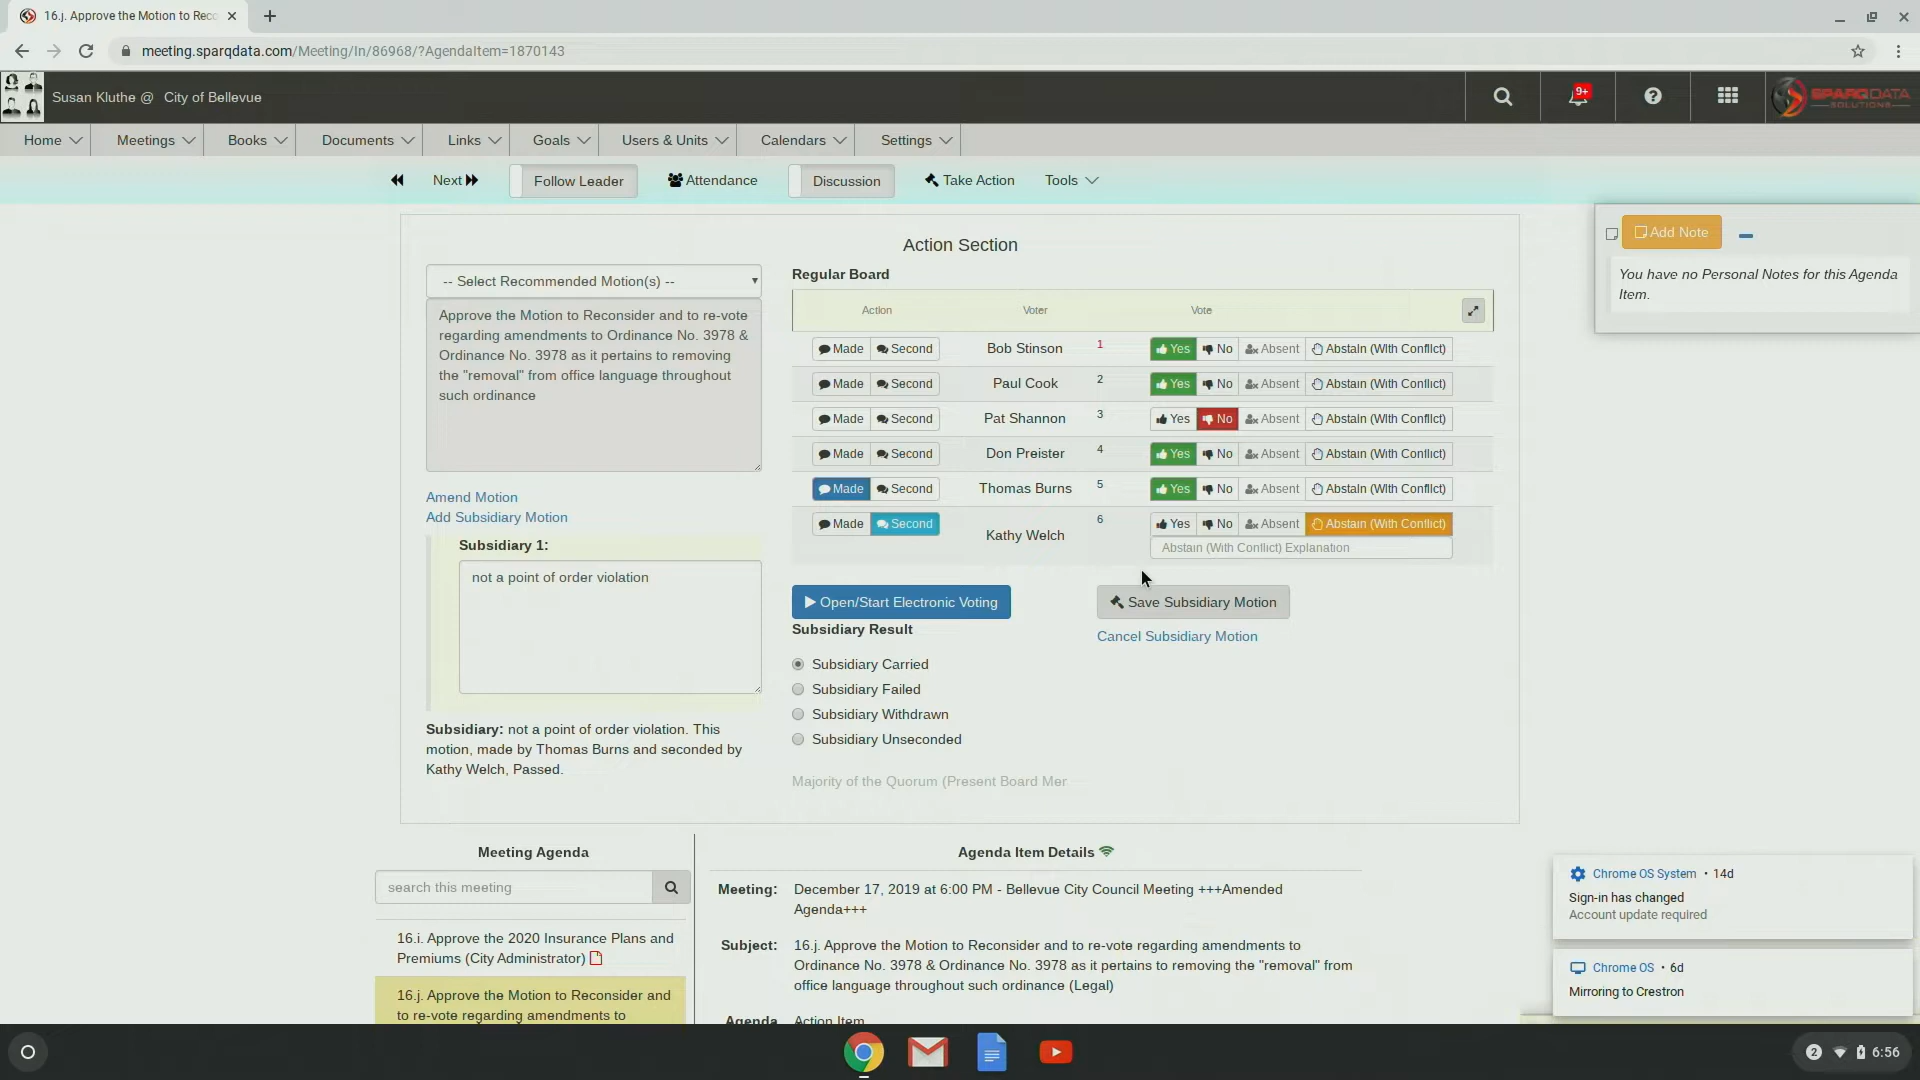 16.j. Approve the Motion to Reco
meeting.sparqdata.com/Meeting/In/86968/?AgendaItem=1870143
Susan Kluthe @ City of Bellevue
9+
SPARQDATA
SOLUTIONS
Home Meetings Books Documents Links Goals Users & Units Calendars Settings
Next Follow Leader Attendance Discussion Take Action Tools
Action Section
Add Note
You have no Personal Notes for this Agenda
Item.
-- Select Recommended Motion(s) --
Approve the Motion to Reconsider and to re-vote
regarding amendments to Ordinance No. 3978 &
Ordinance No. 3978 as it pertains to removing
the "removal" from office language throughout
such ordinance
Amend Motion
Add Subsidiary Motion
Subsidiary 1:
not a point of order violation
Subsidiary: not a point of order violation. This
motion, made by Thomas Burns and seconded by
Kathy Welch, Passed.
Regular Board
Action Voter Vote
Made Second Bob Stinson 1 Yes No Absent Abstain (With Conflict)
Made Second Paul Cook 2 Yes No Absent Abstain (With Conflict)
Made Second Pat Shannon 3 Yes No Absent Abstain (With Conflict)
Made Second Don Preister 4 Yes No Absent Abstain (With Conflict)
Made Second Thomas Burns 5 Yes No Absent Abstain (With Conflict)
Made Second Kathy Welch 6 Yes No Absent Abstain (With Conflict)
Abstain (With Conflict) Explanation
Open/Start Electronic Voting
Save Subsidiary Motion
Subsidiary Result
Cancel Subsidiary Motion
Subsidiary Carried
Subsidiary Failed
Subsidiary Withdrawn
Subsidiary Unseconded
Majority of the Quorum (Present Board Mer
Meeting Agenda
search this meeting
16.i. Approve the 2020 Insurance Plans and
Premiums (City Administrator)
16.j. Approve the Motion to Reconsider and
to re-vote regarding amendments to
Agenda Item Details
Meeting: December 17, 2019 at 6:00 PM - Bellevue City Council Meeting +++Amended
Agenda+++
Subject: 16.j. Approve the Motion to Reconsider and to re-vote regarding amendments to
Ordinance No. 3978 & Ordinance No. 3978 as it pertains to removing the "removal" from
office language throughout such ordinance (Legal)
Agenda Action Item
Chrome OS System • 14d
Sign-in has changed
Account update required
Chrome OS • 6d
Mirroring to Crestron
2 6:56